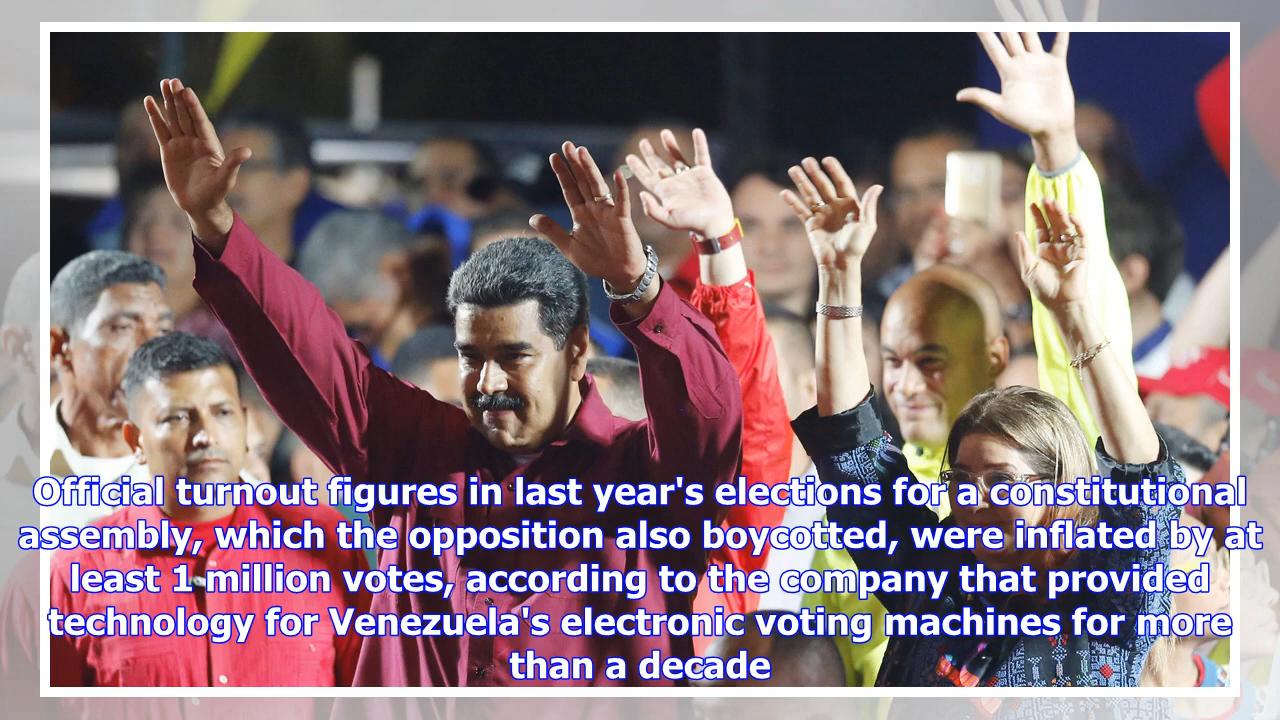 Official turnout figures in last year's elections for a constitutional
assembly, which the opposition also boycotted, were inflated by at
least 1 million votes, according to the company that provided
technology for Venezuela's electronic voting machines for more
than a decade